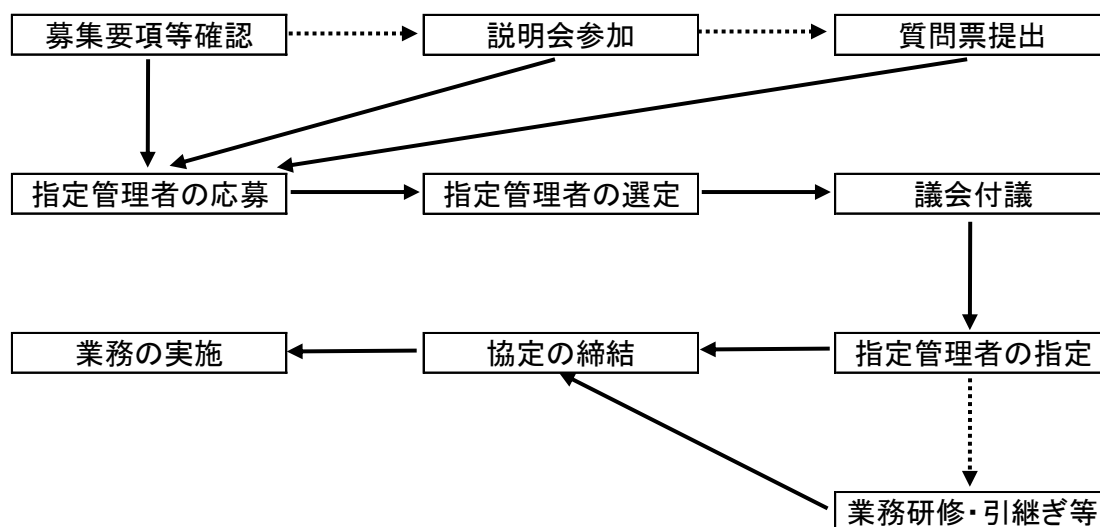 募集要項等確認
説明会参加
質問票提出
指定管理者の応募
指定管理者の選定
議会付議
業務の実施
協定の締結
指定管理者の指定
業務研修・引継ぎ等